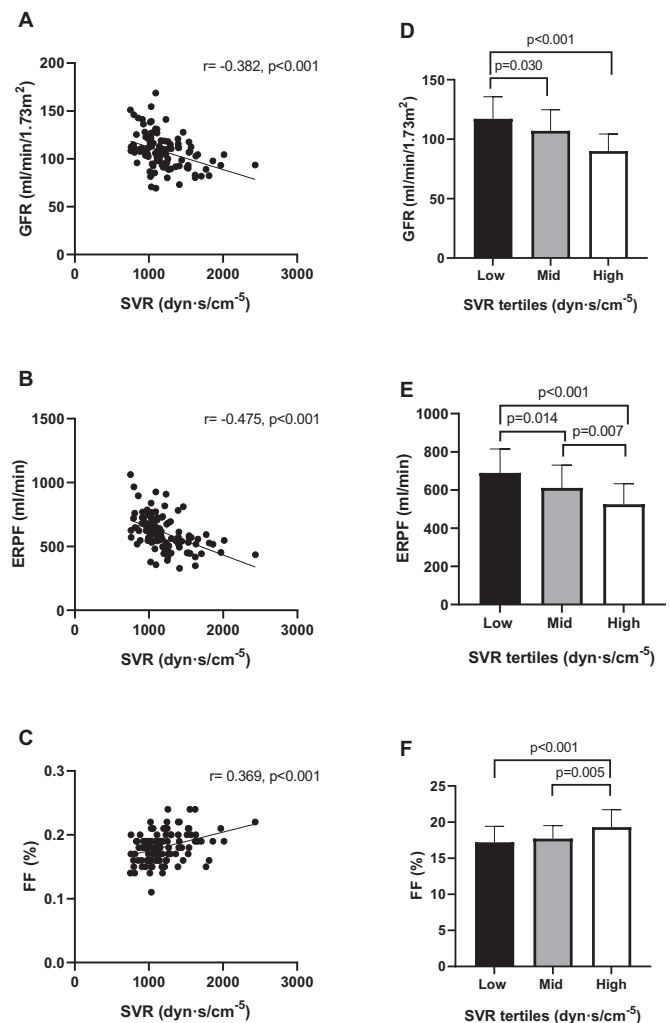 A
r= -0.382, p<0.001
GFR (ml/min/1.73m²)
200
150
100
50
0
0 1000 2000 3000
SVR (dyn·s/cm⁻⁵)
D
p<0.001
p=0.030
GFR (ml/min/1.73m²)
150
100
50
0
Low Mid High
SVR tertiles (dyn·s/cm⁻⁵)
B
r= -0.475, p<0.001
ERPF (ml/min)
1500
1000
500
0
0 1000 2000 3000
SVR (dyn·s/cm⁻⁵)
E
p<0.001
p=0.014
p=0.007
ERPF (ml/min)
1000
800
600
400
200
0
Low Mid High
SVR tertiles (dyn·s/cm⁻⁵)
C
r= 0.369, p<0.001
FF (%)
0.3
0.2
0.1
0.0
0 1000 2000 3000
SVR (dyn·s/cm⁻⁵)
F
p<0.001
p=0.005
FF (%)
25
20
15
10
5
0
Low Mid High
SVR tertiles (dyn·s/cm⁻⁵)